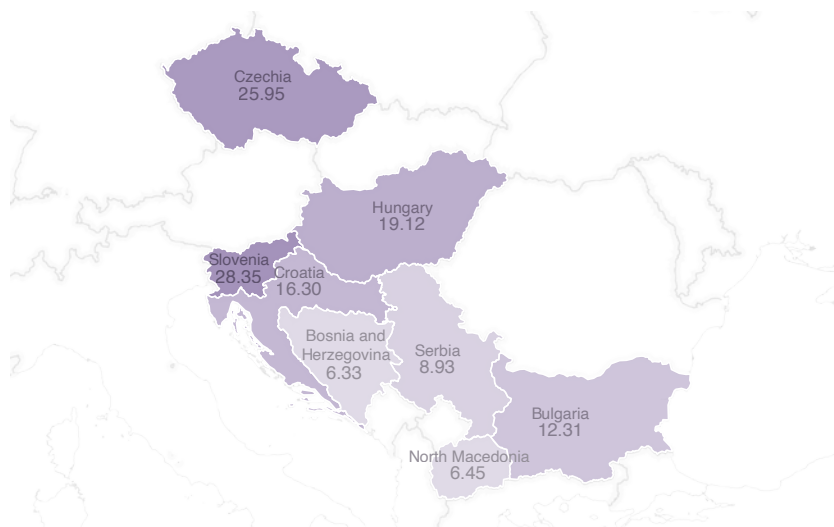 Czechia
25.95
Hungary
19.12
Slovenia
28.35
Croatia
16.30
Bosnia and
Herzegovina
6.33
Serbia
8.93
Bulgaria
12.31
North Macedonia
6.45